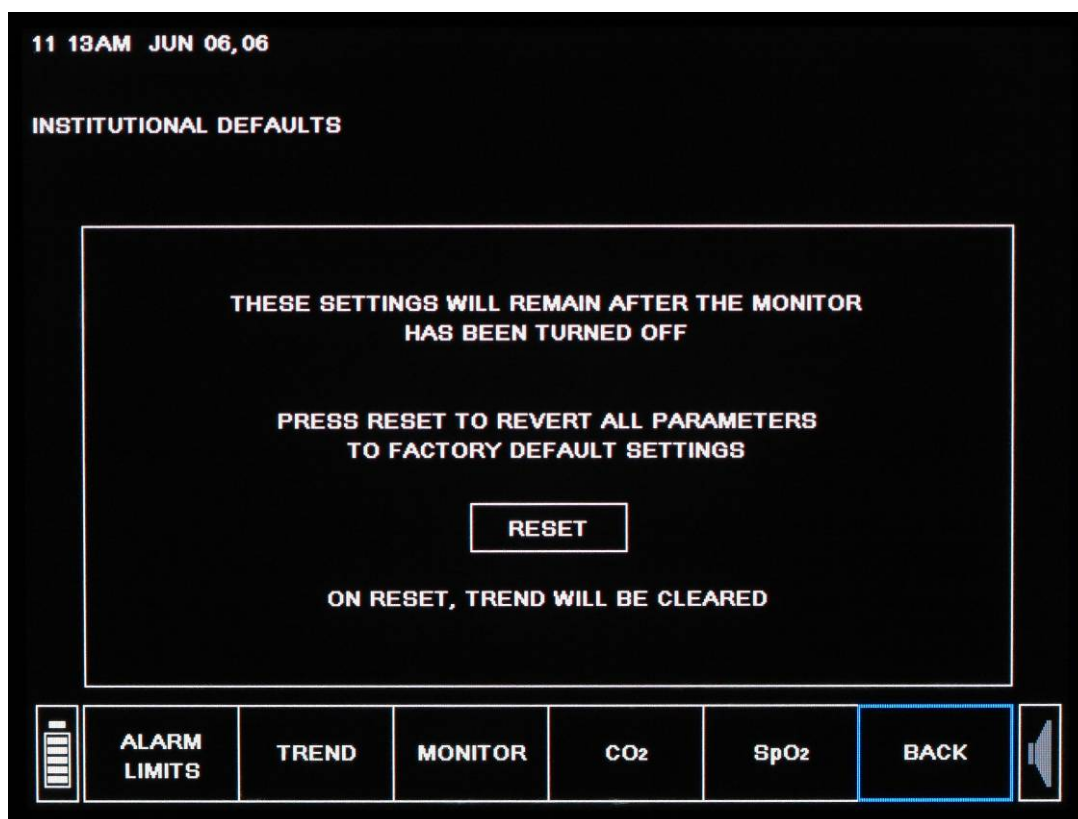 11 13AM JUN 06,06
INSTITUTIONAL DEFAULTS
THESE SETTINGS WILL REMAIN AFTER THE MONITOR
HAS BEEN TURNED OFF
PRESS RESET TO REVERT ALL PARAMETERS
TO FACTORY DEFAULT SETTINGS
RESET
ON RESET, TREND WILL BE CLEARED
ALARM
LIMITS
TREND
MONITOR
CO₂
SpO₂
BACK